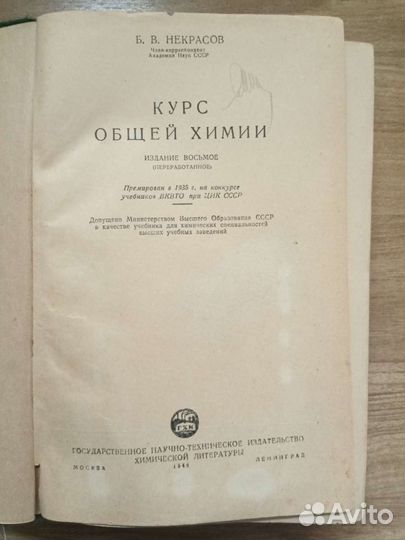 Б. В. НЕКРАСОВ
Член-корреспондент
Академии Наук СССР
КУРС
ОБЩЕЙ ХИМИИ
ИЗДАНИЕ ВОСЬМОЕ
(ПЕРЕРАБОТАННОЕ)
Премирован в 1935 г. на конкурсе
учебников ВКВТО при ЦИК СССР
Допущено Министерством Высшего Образования СССР
в качестве учебника для химических специальностей
высших учебных заведений
ГХИ
ГОСУДАРСТВЕННОЕ НАУЧНО-ТЕХНИЧЕСКОЕ ИЗДАТЕЛЬСТВО
ХИМИЧЕСКОЙ ЛИТЕРАТУРЫ
МОСКВА ЛЕНИНГРАД
Avito